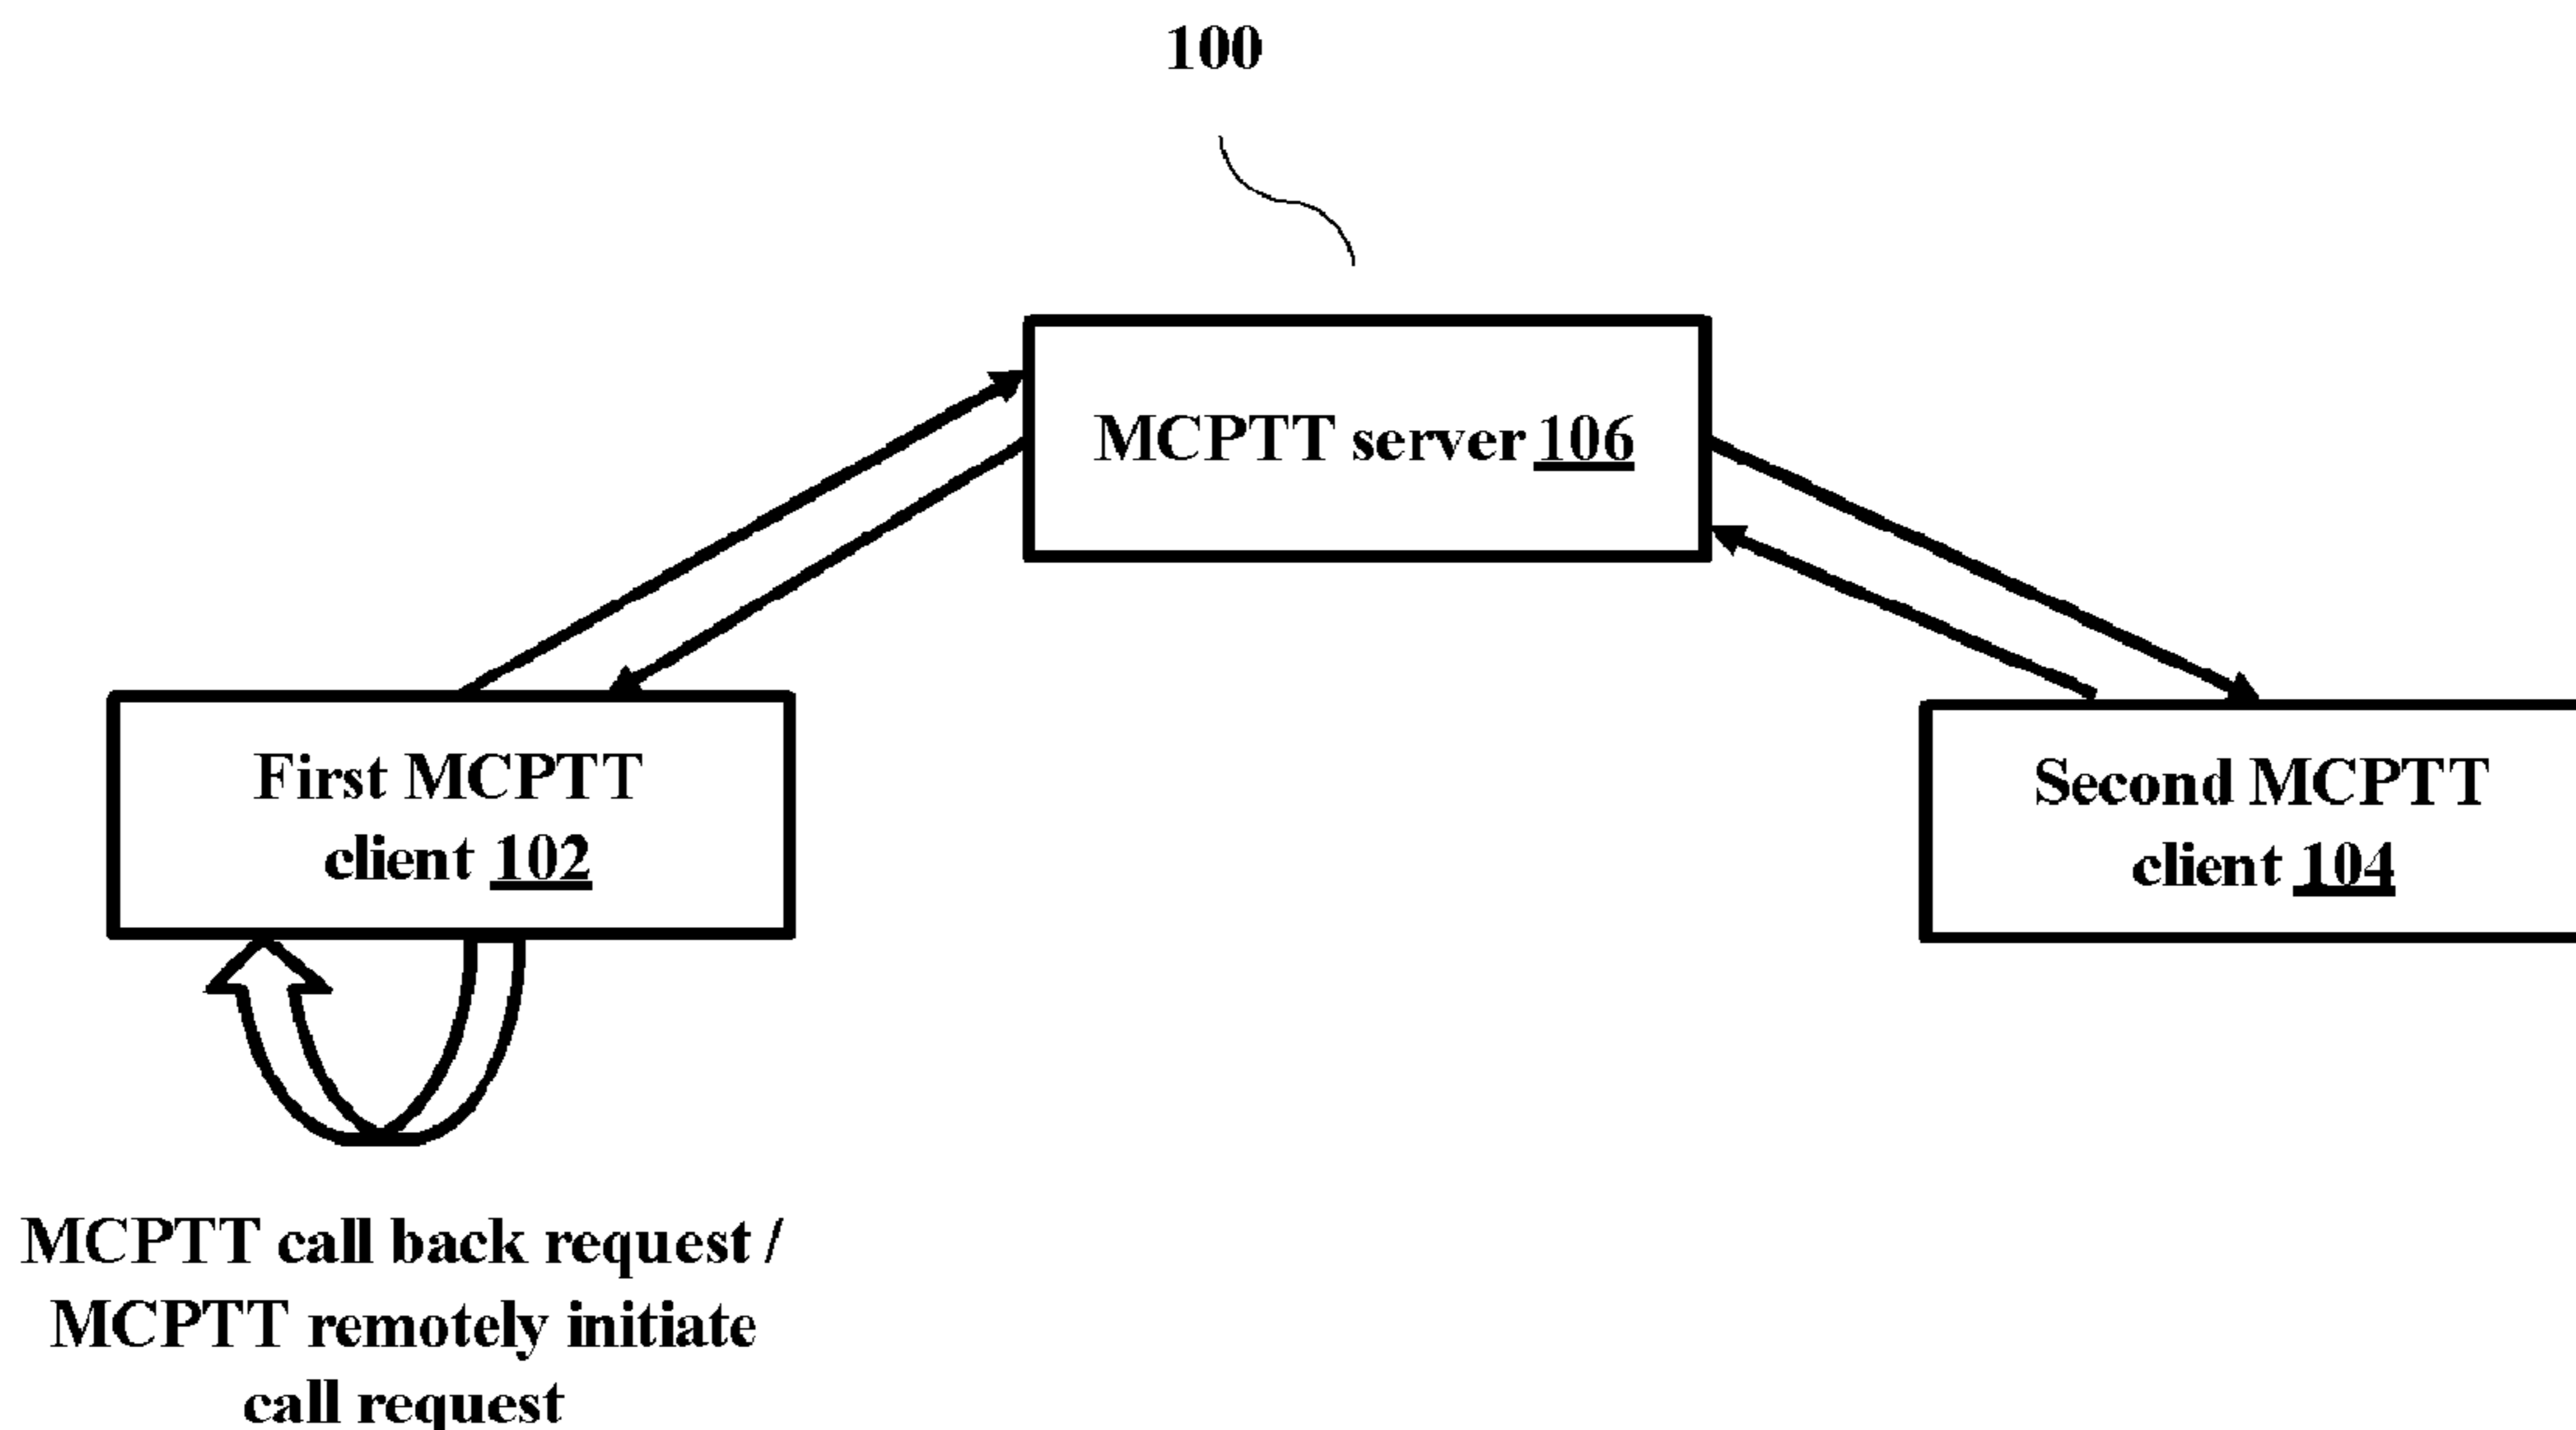 100
MCPTT server 106
First MCPTT
client 102
Second MCPTT
client 104
MCPTT call back request /
MCPTT remotely initiate
call request